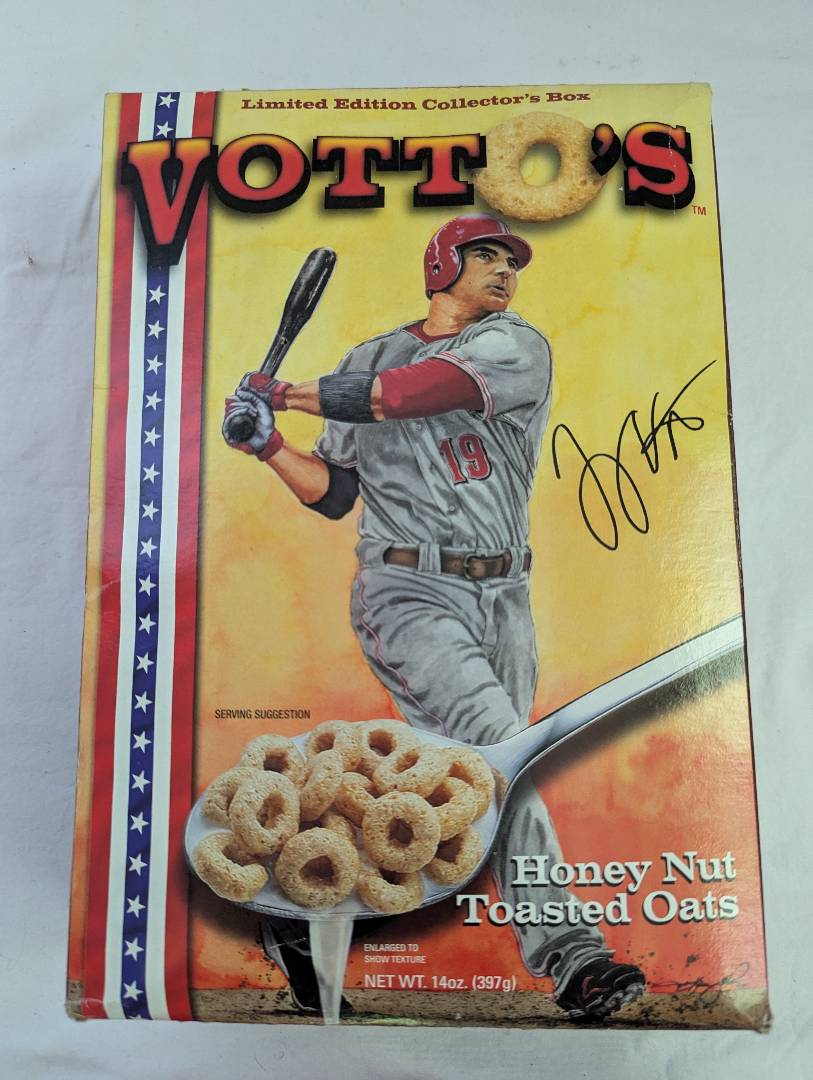 Limited Edition Collector's Box
VOTTO'S
TM
19
SERVING SUGGESTION
Honey Nut
Toasted Oats
ENLARGED TO
SHOW TEXTURE
NET WT. 14oz. (397g)